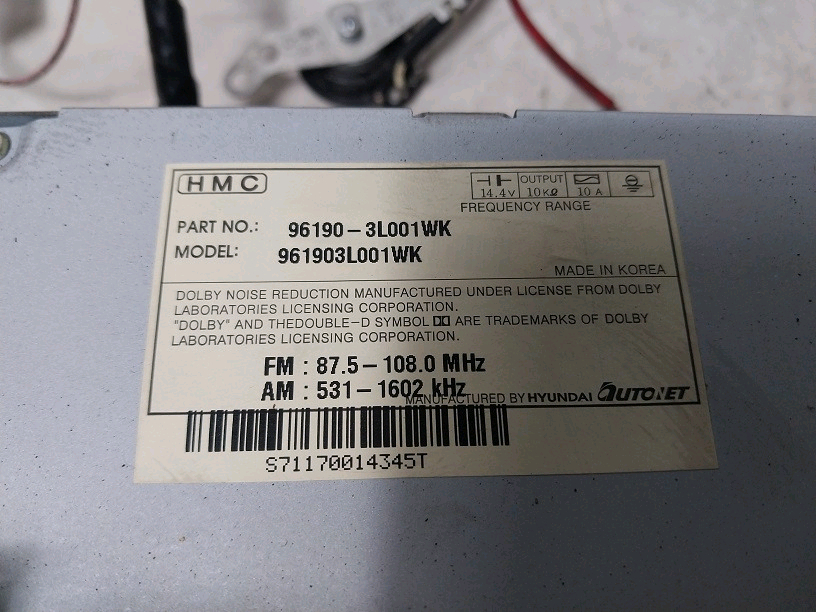 HMC
OUTPUT
14.4V 10KΩ 10A
FREQUENCY RANGE
PART NO.: 96190-3L001WK
MODEL: 961903L001WK
MADE IN KOREA
DOLBY NOISE REDUCTION MANUFACTURED UNDER LICENSE FROM DOLBY
LABORATORIES LICENSING CORPORATION.
"DOLBY" AND THEDOUBLE-D SYMBOL DD ARE TRADEMARKS OF DOLBY
LABORATORIES LICENSING CORPORATION.
FM : 87.5-108.0 MHz
AM : 531-1602 kHz
MANUFACTURED BY HYUNDAI AUTONET
S71170014345T